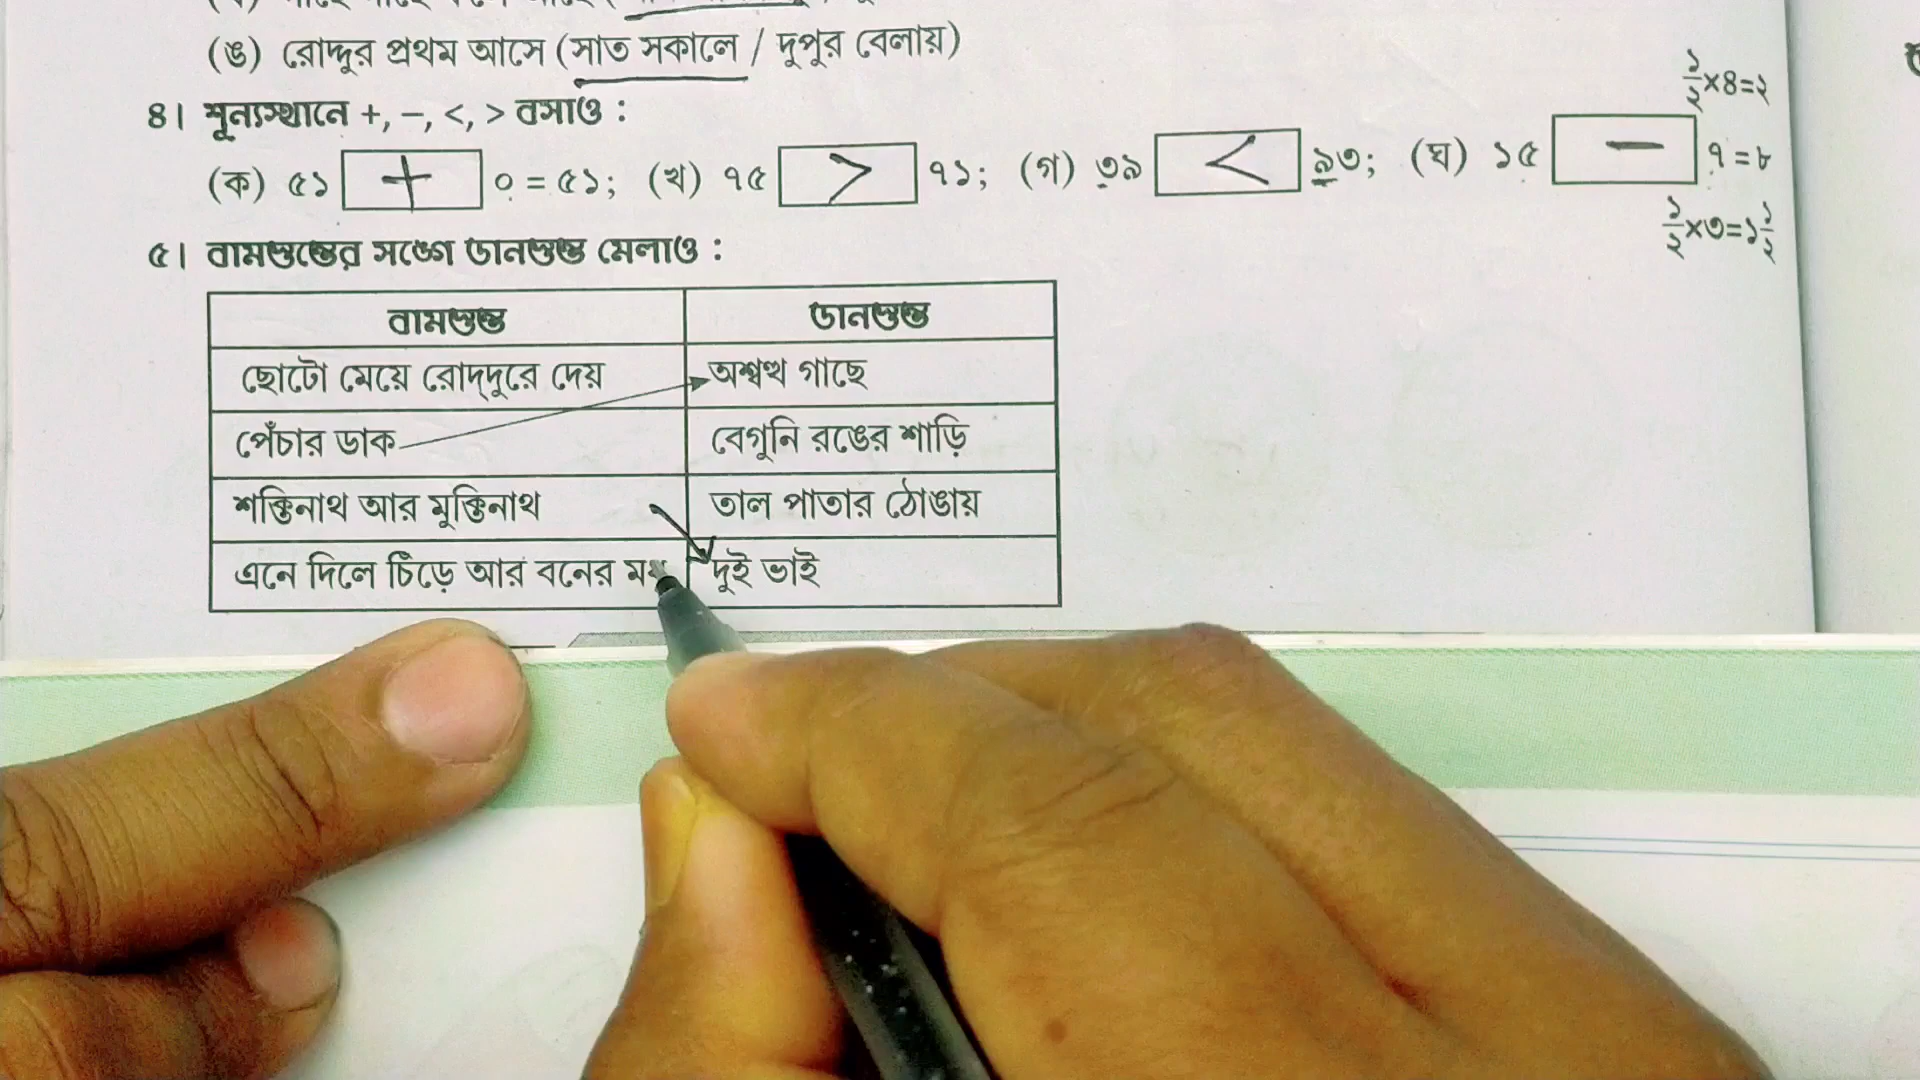 (ঙ) রোদ্দুর প্রথম আসে (সাত সকালে / দুপুর বেলায়)
৪। শূন্যস্থানে +, –, <, > বসাও :
১/২ ×৪=২
(ক) ৫১ + ০ = ৫১; (খ) ৭৫ > ৭১; (গ) ৩৯ < ৯৩; (ঘ) ১৫ – ৭ = ৮
১/২ ×৩=১ ১/২
৫। বামস্তম্ভের সঙ্গে ডানস্তম্ভ মেলাও :
বামস্তম্ভ ডানস্তম্ভ
ছোটো মেয়ে রোদ্‌দুরে দেয় অশ্বত্থ গাছে
পেঁচার ডাক বেগুনি রঙের শাড়ি
শক্তিনাথ আর মুক্তিনাথ তাল পাতার ঠোঙায়
এনে দিলে চিঁড়ে আর বনের দুই ভাই